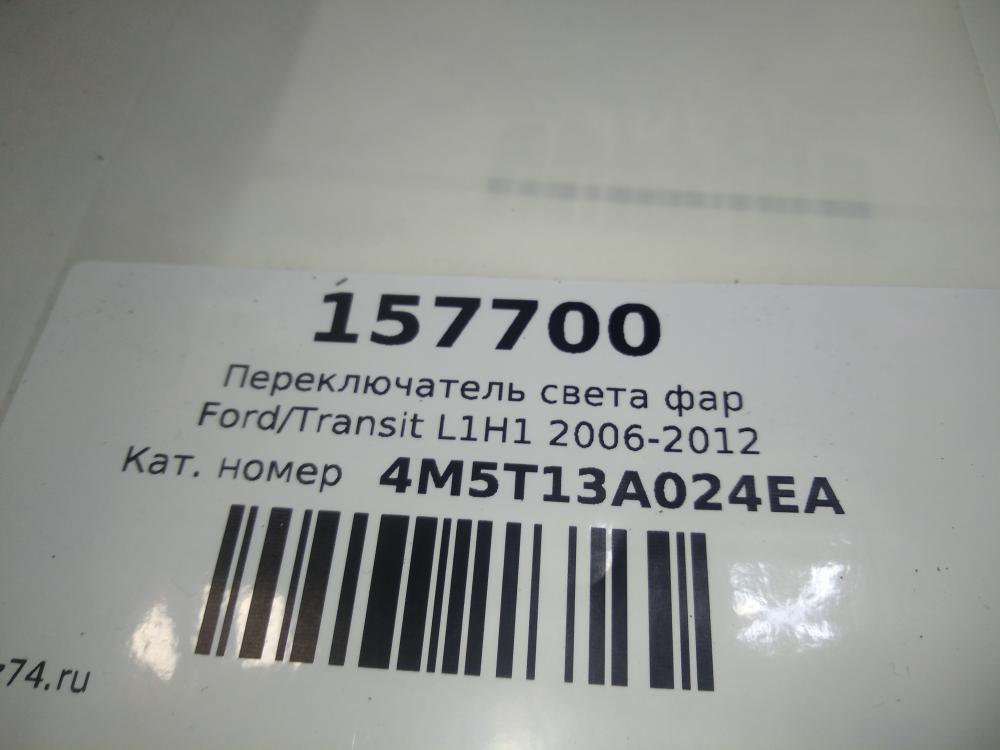 157700
Переключатель света фар
Ford/Transit L1H1 2006-2012
Кат. номер 4M5T13A024EA
74.ru